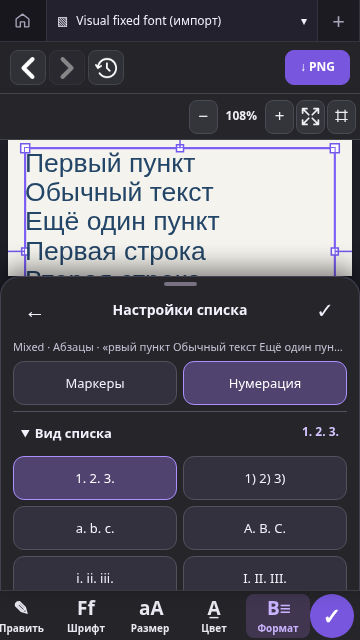 Visual fixed font (импорт)
↓ PNG
108%
Первый пункт
Обычный текст
Ещё один пункт
Первая строка
Настройки списка
Mixed · Абзацы · «рвый пункт Обычный текст Ещё один пун...
Маркеры
Нумерация
Вид списка
1. 2. 3.
1. 2. 3.
1) 2) 3)
a. b. c.
A. B. C.
i. ii. iii.
I. II. III.
Ff
aA
A
B
Править
Шрифт
Размер
Цвет
Формат